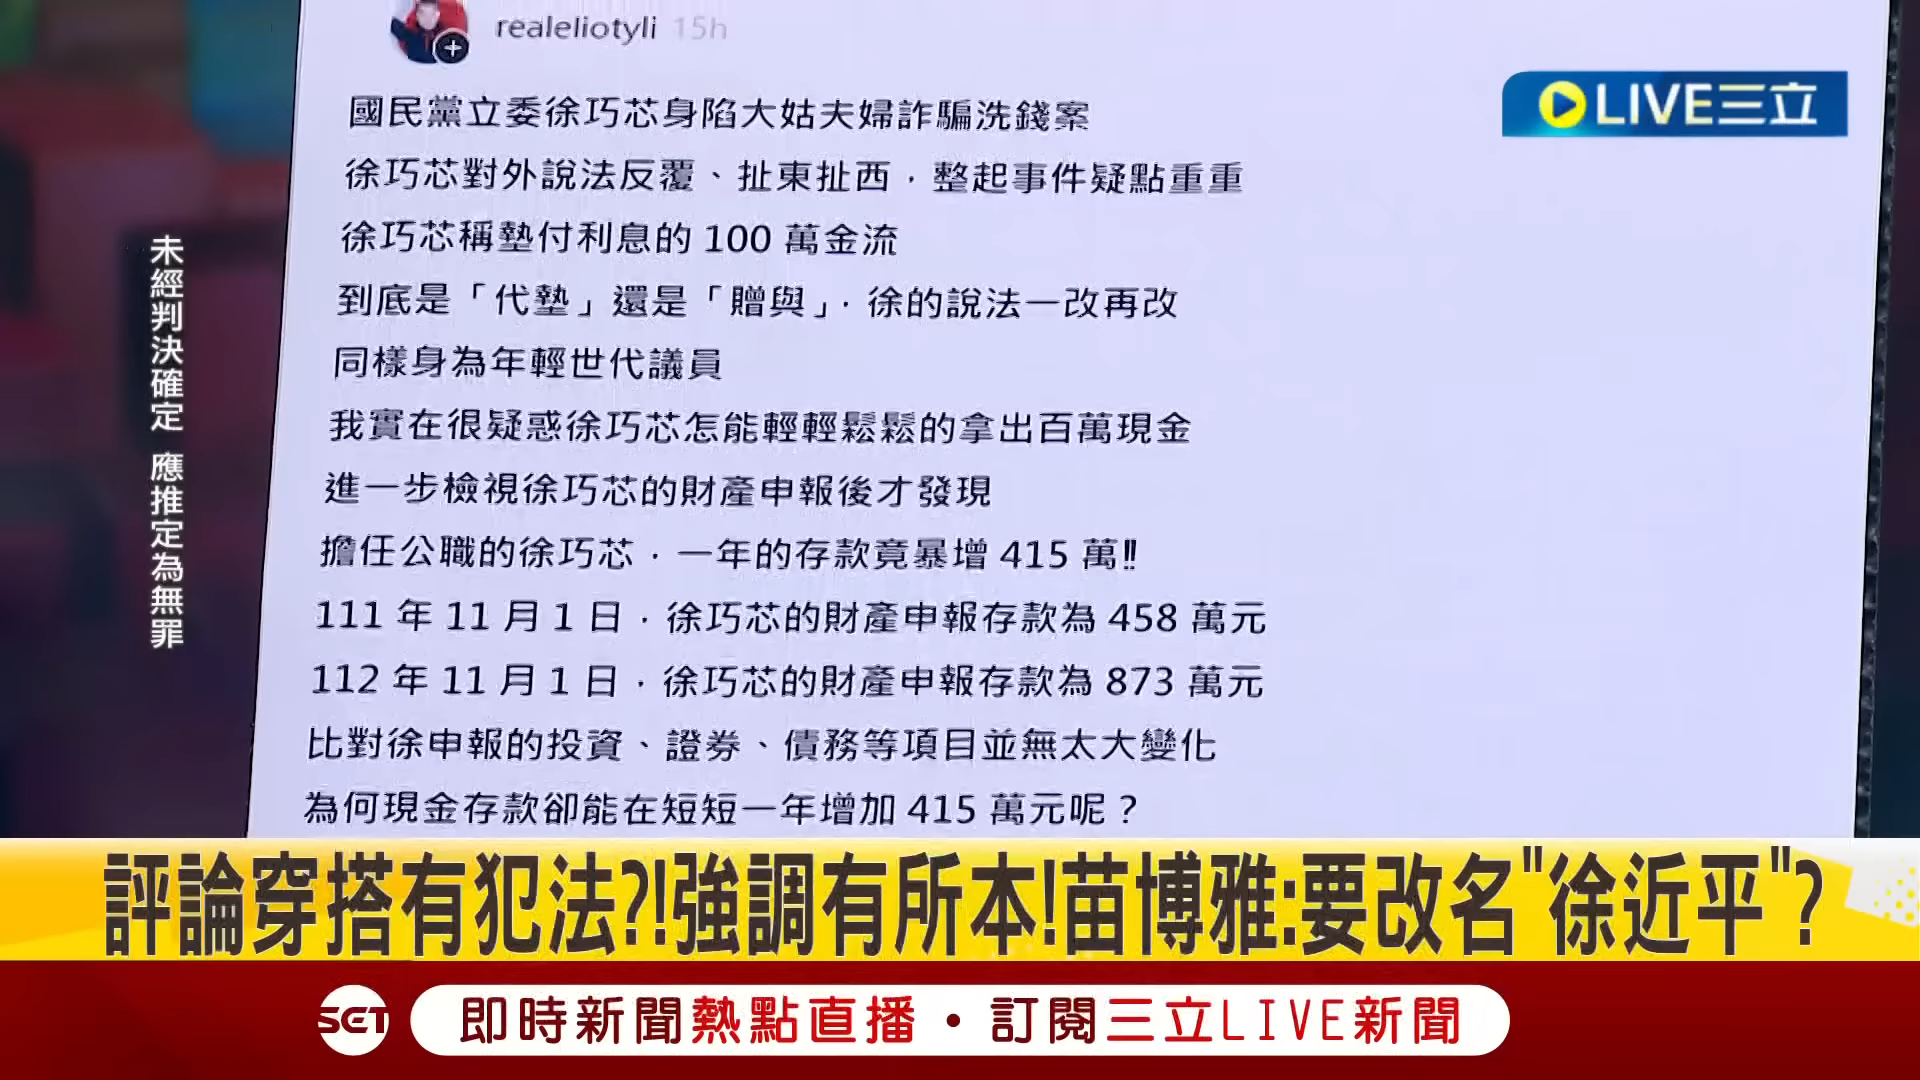 realeliotyli 15h
國民黨立委徐巧芯身陷大姑夫婦詐騙洗錢案
徐巧芯對外說法反覆、扯東扯西，整起事件疑點重重
徐巧芯稱墊付利息的 100 萬金流
到底是「代墊」還是「贈與」，徐的說法一改再改
同樣身為年輕世代議員
我實在很疑惑徐巧芯怎能輕輕鬆鬆的拿出百萬現金
進一步檢視徐巧芯的財產申報後才發現
擔任公職的徐巧芯，一年的存款竟暴增 415 萬‼
111 年 11 月 1 日，徐巧芯的財產申報存款為 458 萬元
112 年 11 月 1 日，徐巧芯的財產申報存款為 873 萬元
比對徐申報的投資、證券、債務等項目並無太大變化
為何現金存款卻能在短短一年增加 415 萬元呢？
LIVE三立
未經判決確定 應推定為無罪
評論穿搭有犯法?!強調有所本!苗博雅:要改名"徐近平"?
SET 即時新聞熱點直播・訂閱三立LIVE新聞